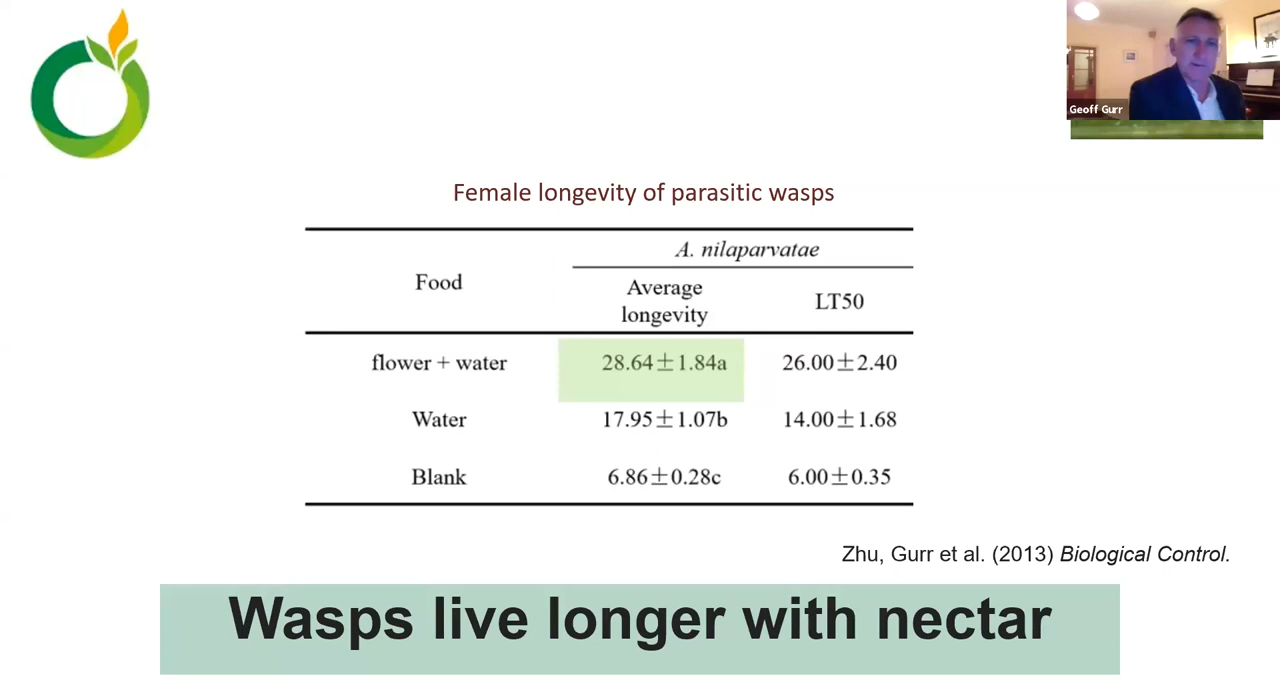 Geoff Gurr
Female longevity of parasitic wasps
A. nilaparvatae
Food
Average
longevity
LT50
flower + water 28.64±1.84a 26.00±2.40
Water 17.95±1.07b 14.00±1.68
Blank 6.86±0.28c 6.00±0.35
Zhu, Gurr et al. (2013) Biological Control.
Wasps live longer with nectar